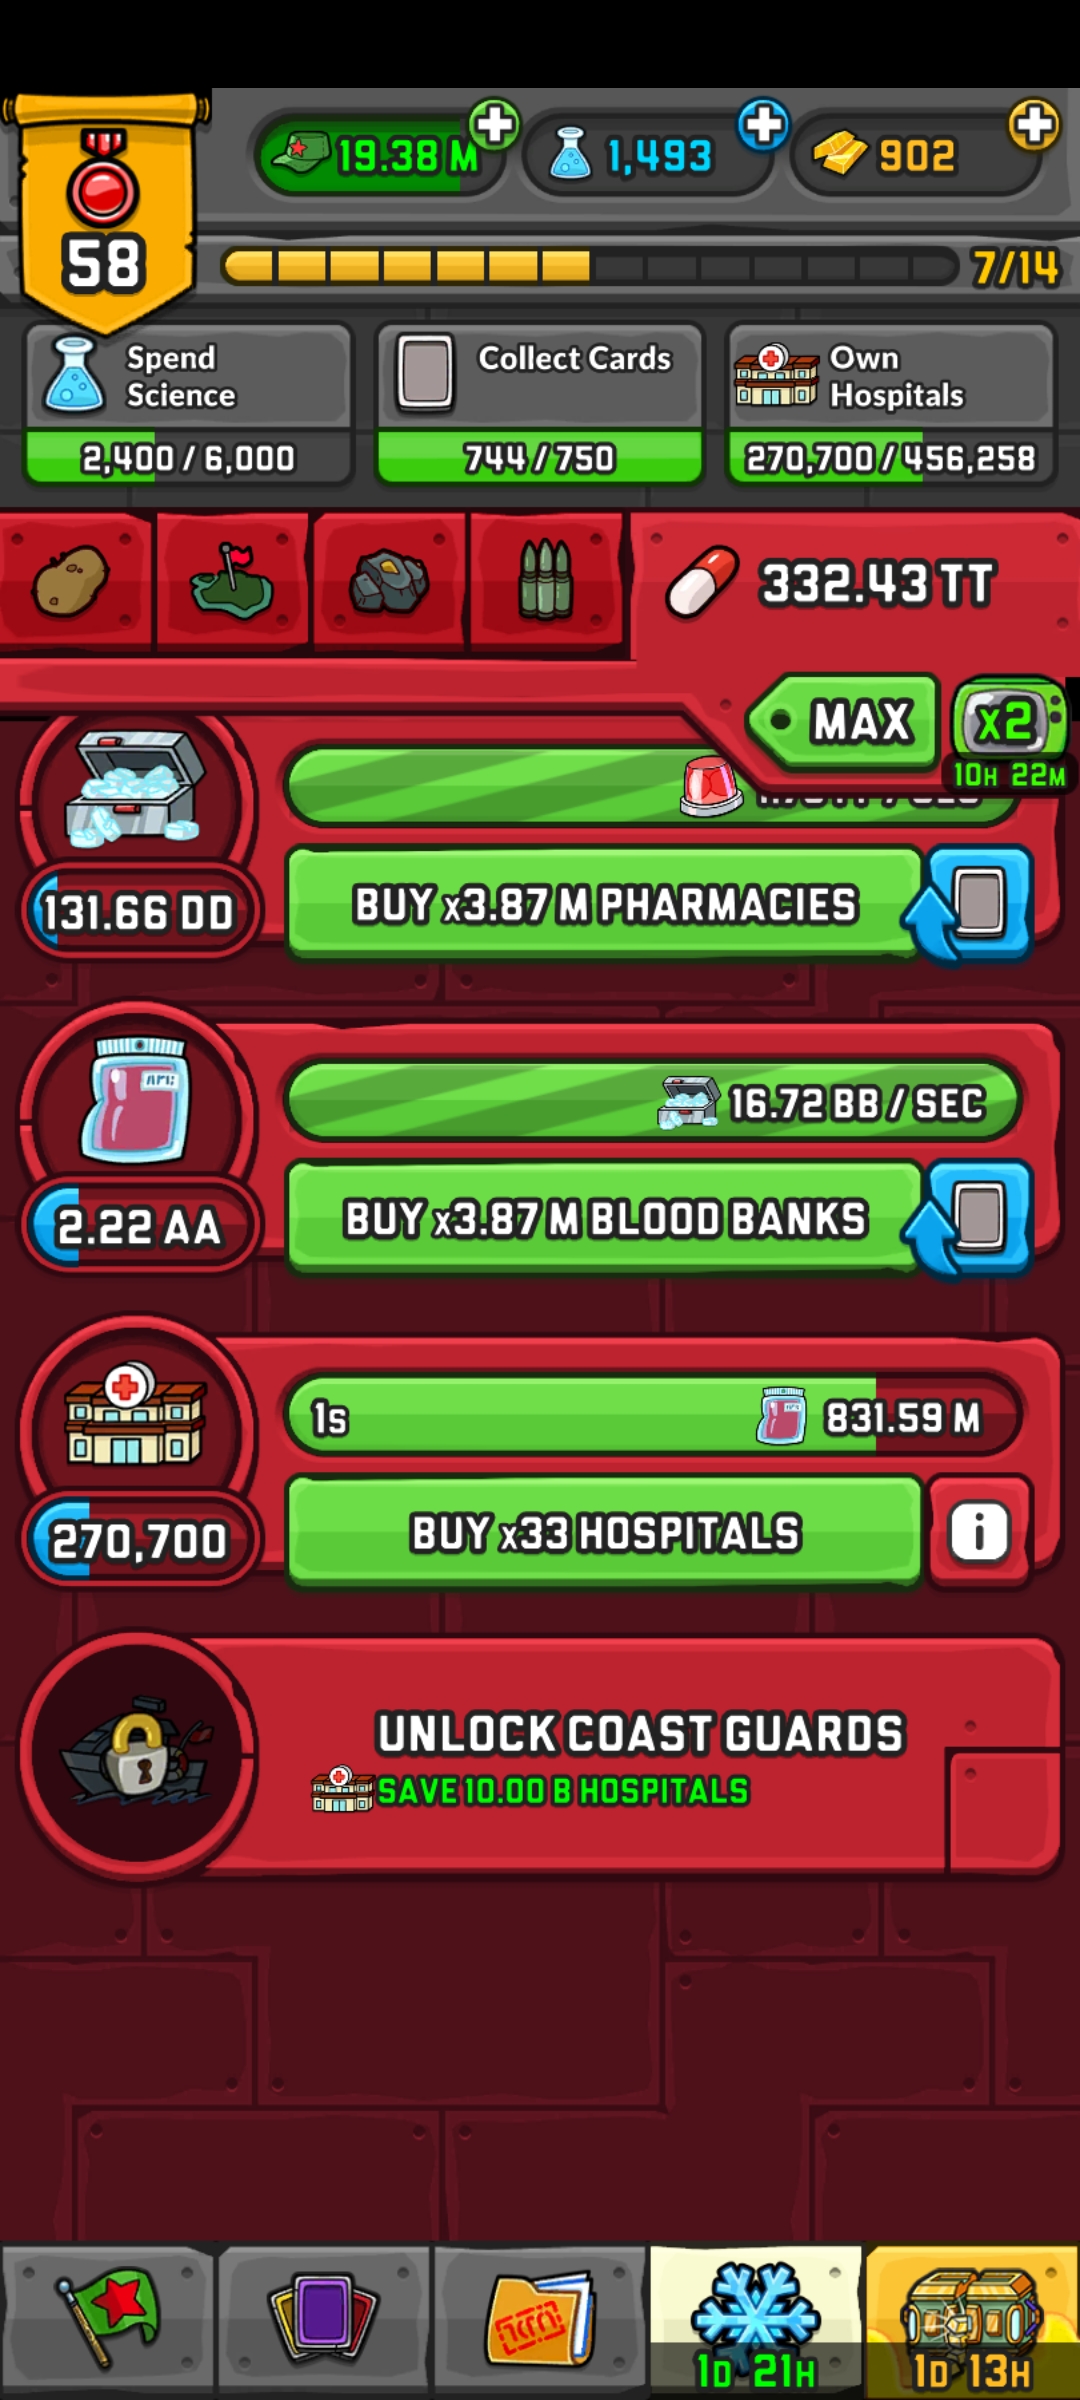 19.38 M
1,493
902
58
7/14
Spend
Science
2,400 / 6,000
Collect Cards
744 / 750
Own
Hospitals
270,700 / 456,258
332.43 TT
MAX
x2
10H 22M
131.66 DD
BUY x3.87 M PHARMACIES
16.72 BB / SEC
2.22 AA
BUY x3.87 M BLOOD BANKS
1s
831.59 M
270,700
BUY x33 HOSPITALS
i
UNLOCK COAST GUARDS
SAVE 10.00 B HOSPITALS
1D 21H
1D 13H